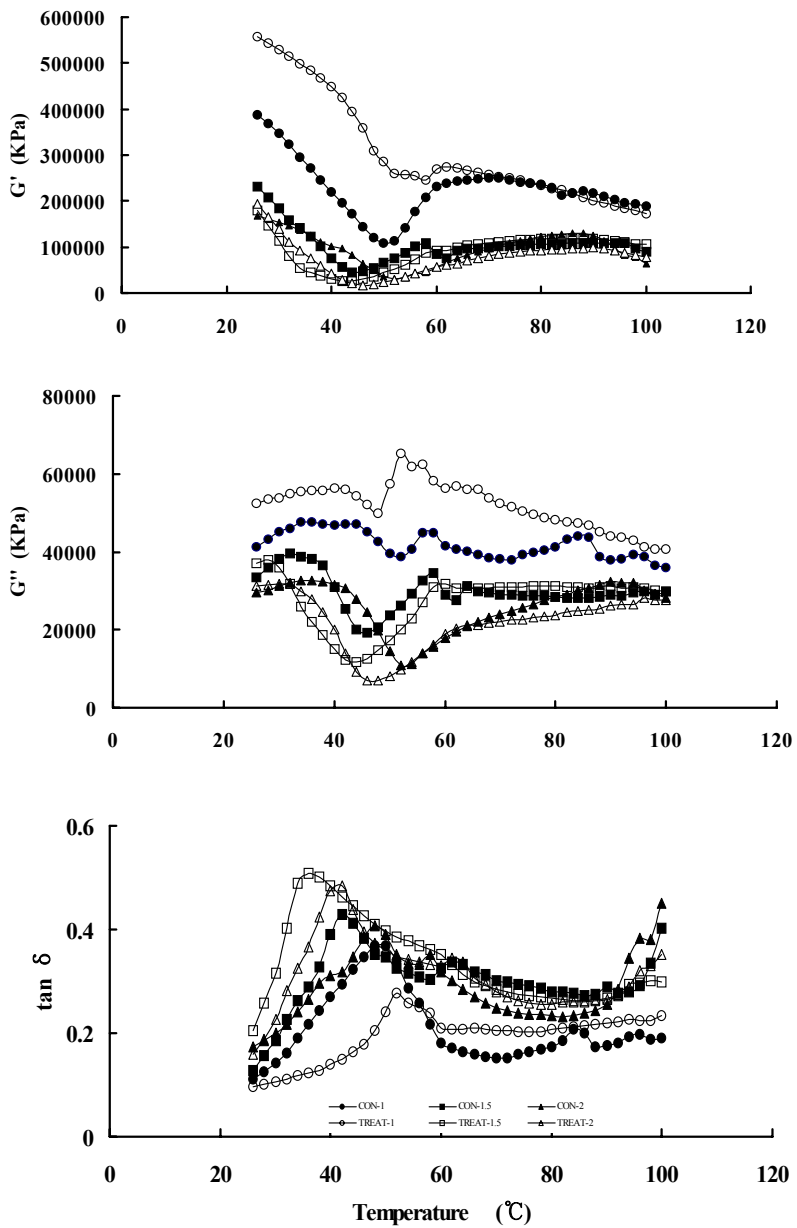 600000
500000
400000
300000
200000
100000
0
G' (KPa)
0 20 40 60 80 100 120
80000
60000
40000
20000
0
G'' (KPa)
0 20 40 60 80 100 120
0.6
0.4
0.2
0
tan δ
CON-1 CON-1.5 CON-2
TREAT-1 TREAT-1.5 TREAT-2
0 20 40 60 80 100 120
Temperature (℃)